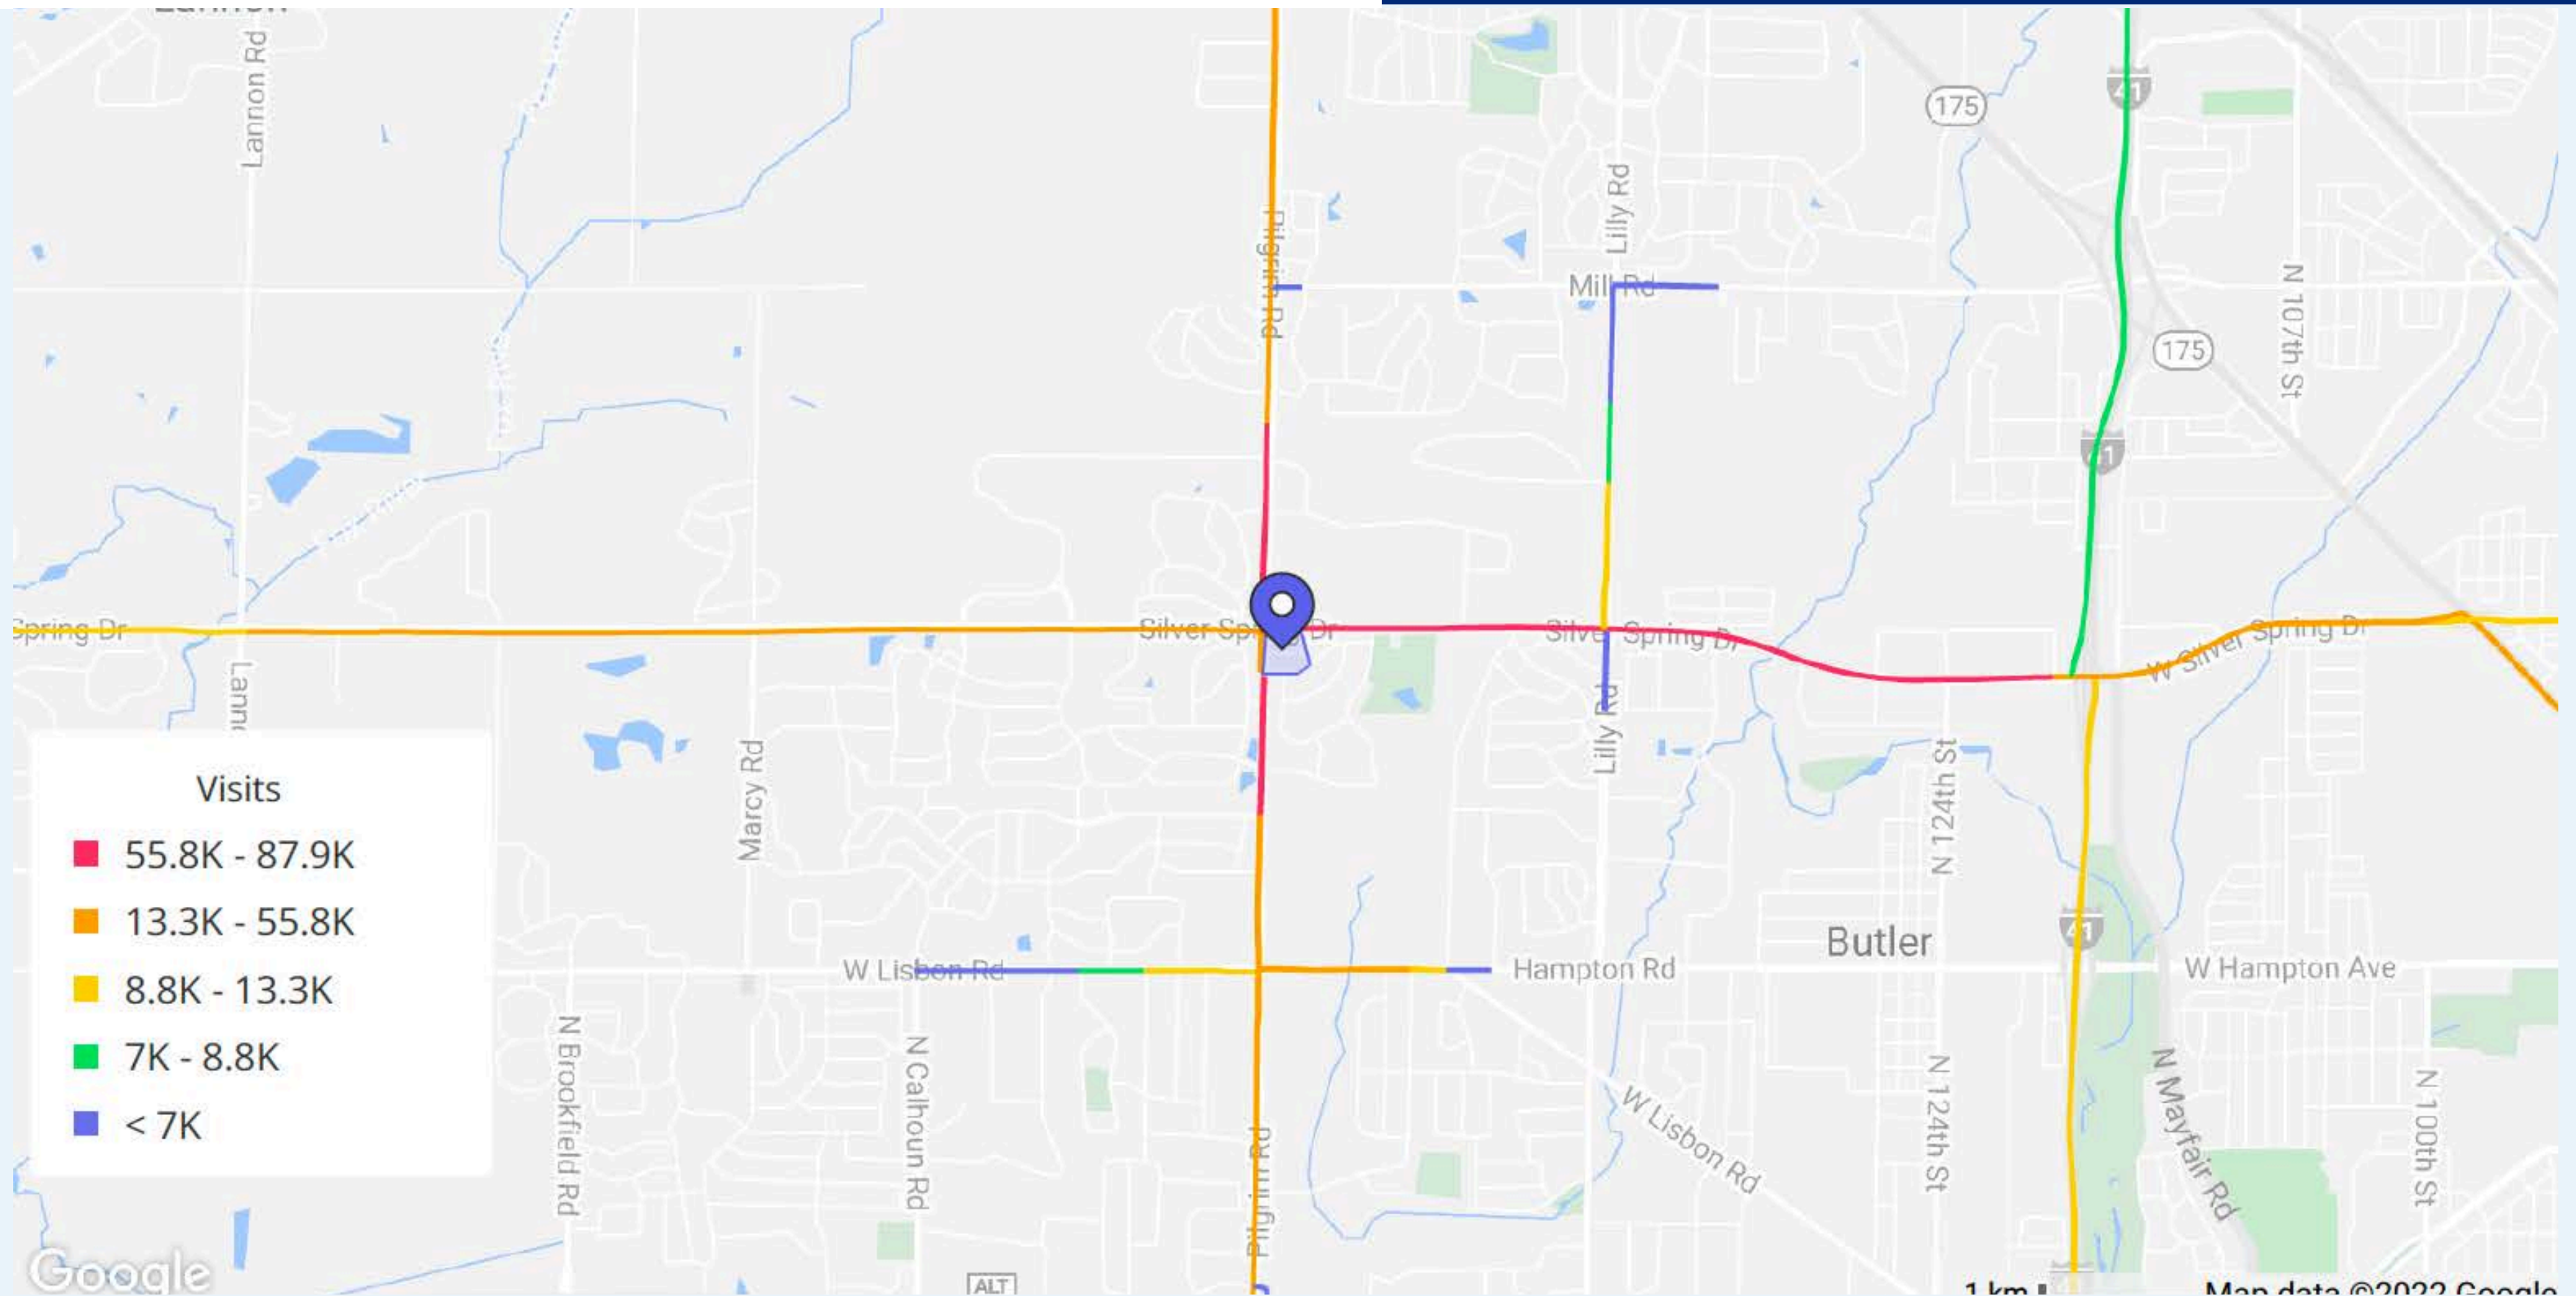 Lannon Rd
175
41
Lilly Rd
Pilgrim Rd
Mill Rd
N 107th St
175
41
Spring Dr
Silver Sp Dr
Silver Spring Dr
W Silver Spring Dr
Lilly Rd
Marcy Rd
N 124th St
Visits
55.8K - 87.9K
13.3K - 55.8K
8.8K - 13.3K
7K - 8.8K
< 7K
Butler
41
W Lisbon Rd
Hampton Rd
W Hampton Ave
N Brookfield Rd
N Calhoun Rd
Pilgrim Rd
W Lisbon Rd
N 124th St
N Mayfair Rd
N 100th St
Google
ALT
1 km
Map data ©2022 Google